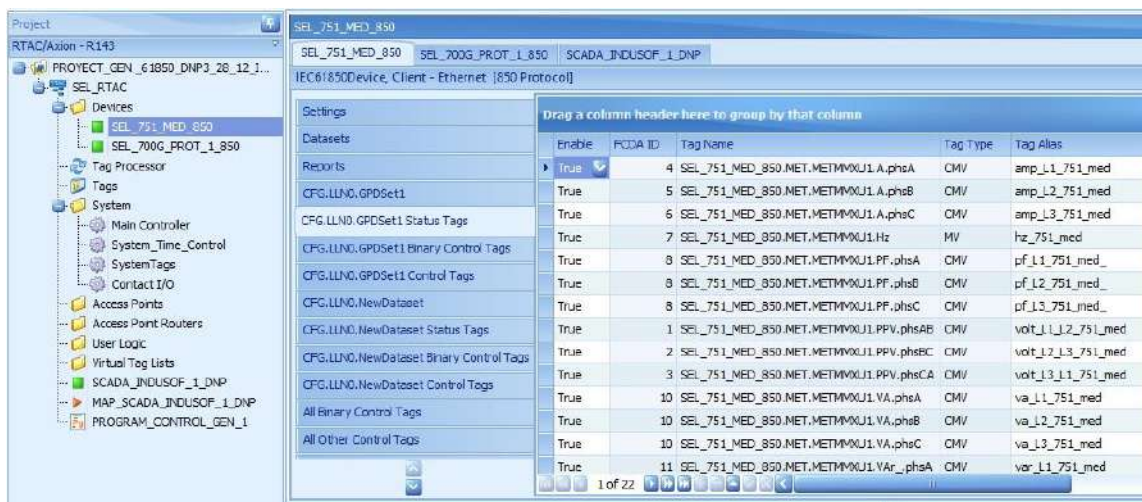 Project
RTAC/Axion - R143
PROYECT_GEN_61850_DNP3_28_12_I...
SEL_RTAC
Devices
SEL_751_MED_850
SEL_700G_PROT_1_850
Tag Processor
Tags
System
Main Controller
System_Time_Control
SystemTags
Contact I/O
Access Points
Access Point Routers
User Logic
Virtual Tag Lists
SCADA_INDUSOF_1_DNP
MAP_SCADA_INDUSOF_1_DNP
PROGRAM_CONTROL_GEN_1
SEL_751_MED_850
SEL_751_MED_850 SEL_700G_PROT_1_850 SCADA_INDUSOF_1_DNP
IEC61850Device, Client - Ethernet [850 Protocol]
Settings
Datasets
Reports
CFG.LLN0.GPDSet1
CFG.LLN0.GPDSet1 Status Tags
CFG.LLN0.GPDSet1 Binary Control Tags
CFG.LLN0.GPDSet1 Control Tags
CFG.LLN0.NewDataset
CFG.LLN0.NewDataset Status Tags
CFG.LLN0.NewDataset Binary Control Tags
CFG.LLN0.NewDataset Control Tags
All Binary Control Tags
All Other Control Tags
Drag a column header here to group by that column
Enable FCDA ID Tag Name Tag Type Tag Alias
True 4 SEL_751_MED_850.MET.METMMXU1.A.phsA CMV amp_L1_751_med
True 5 SEL_751_MED_850.MET.METMMXU1.A.phsB CMV amp_L2_751_med
True 6 SEL_751_MED_850.MET.METMMXU1.A.phsC CMV amp_L3_751_med
True 7 SEL_751_MED_850.MET.METMMXU1.Hz MV hz_751_med
True 8 SEL_751_MED_850.MET.METMMXU1.PF.phsA CMV pf_L1_751_med_
True 8 SEL_751_MED_850.MET.METMMXU1.PF.phsB CMV pf_L2_751_med_
True 8 SEL_751_MED_850.MET.METMMXU1.PF.phsC CMV pf_L3_751_med_
True 1 SEL_751_MED_850.MET.METMMXU1.PPV.phsAB CMV volt_L1_L2_751_med
True 2 SEL_751_MED_850.MET.METMMXU1.PPV.phsBC CMV volt_L2_L3_751_med
True 3 SEL_751_MED_850.MET.METMMXU1.PPV.phsCA CMV volt_L3_L1_751_med
True 10 SEL_751_MED_850.MET.METMMXU1.VA.phsA CMV va_L1_751_med
True 10 SEL_751_MED_850.MET.METMMXU1.VA.phsB CMV va_L2_751_med
True 10 SEL_751_MED_850.MET.METMMXU1.VA.phsC CMV va_L3_751_med
True 11 SEL_751_MED_850.MET.METMMXU1.VAr_.phsA CMV var_L1_751_med
1 of 22